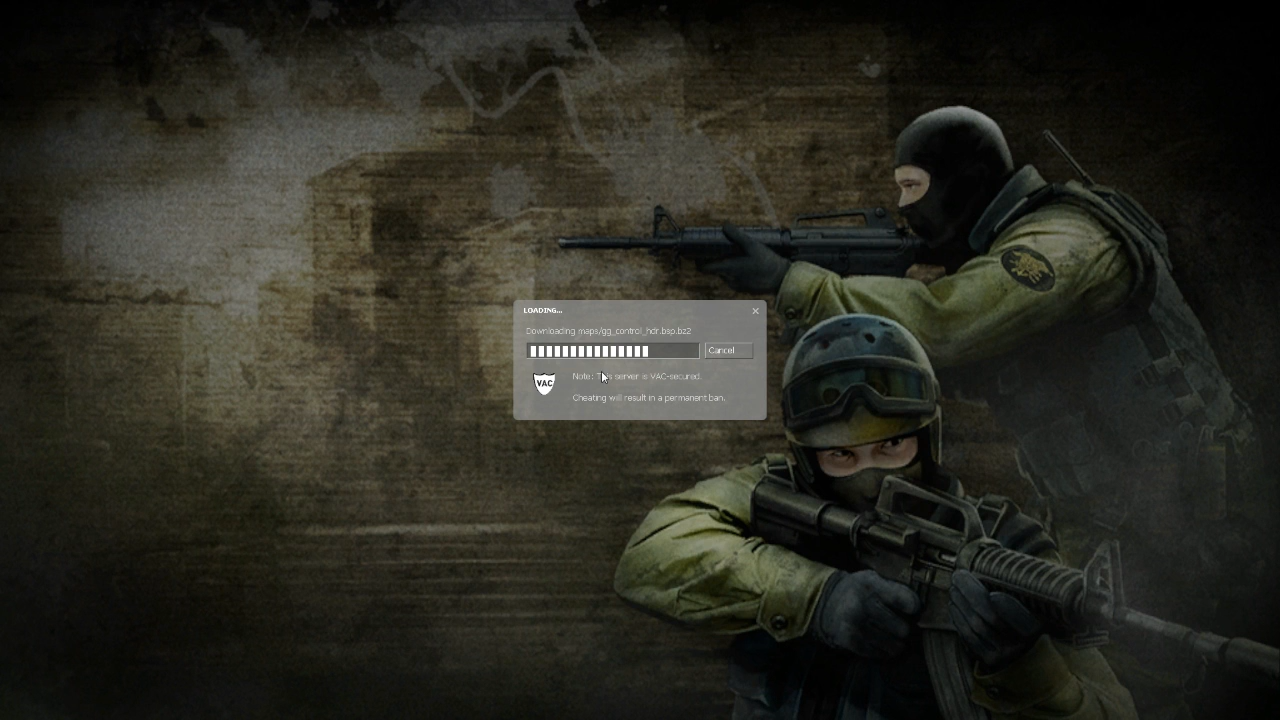 LOADING...
Downloading maps/gg_control_hdr.bsp.bz2
Cancel
VAC
Note: This server is VAC-secured.
Cheating will result in a permanent ban.